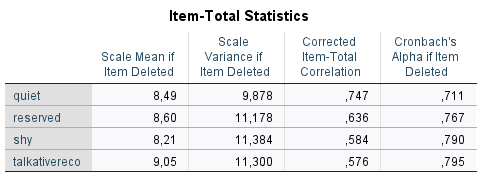 Item-Total Statistics
Scale Mean if Item Deleted Scale Variance if Item Deleted Corrected Item-Total Correlation Cronbach's Alpha if Item Deleted
quiet 8,49 9,878 ,747 ,711
reserved 8,60 11,178 ,636 ,767
shy 8,21 11,384 ,584 ,790
talkativereco 9,05 11,300 ,576 ,795